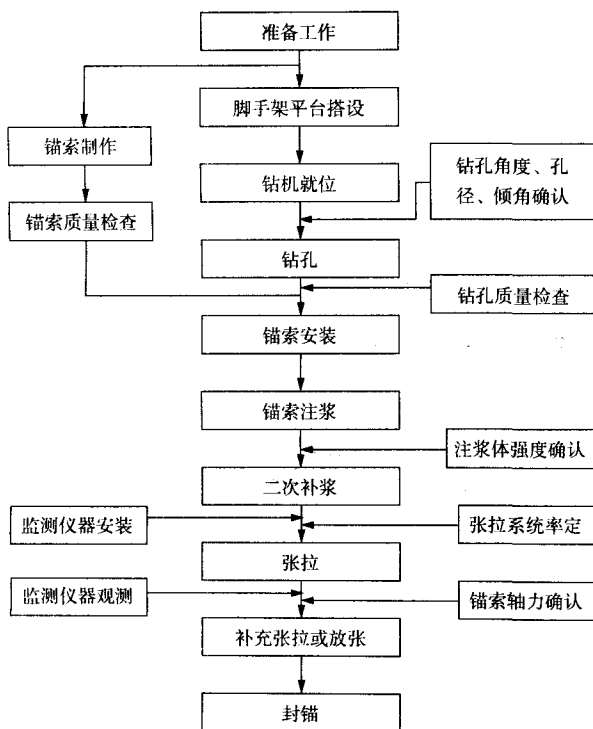 准备工作
脚手架平台搭设
锚索制作
钻孔角度、孔
径、倾角确认
钻机就位
锚索质量检查
钻孔
钻孔质量检查
锚索安装
锚索注浆
注浆体强度确认
二次补浆
监测仪器安装
张拉系统率定
张拉
监测仪器观测
锚索轴力确认
补充张拉或放张
封锚